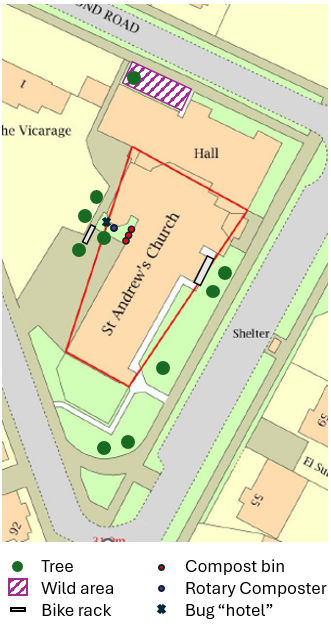 OND ROAD
1
he Vicarage
Hall
St Andrew's Church
Shelter
59
El Su
55
92
Tree
Compost bin
Wild area
Rotary Composter
Bike rack
Bug “hotel”